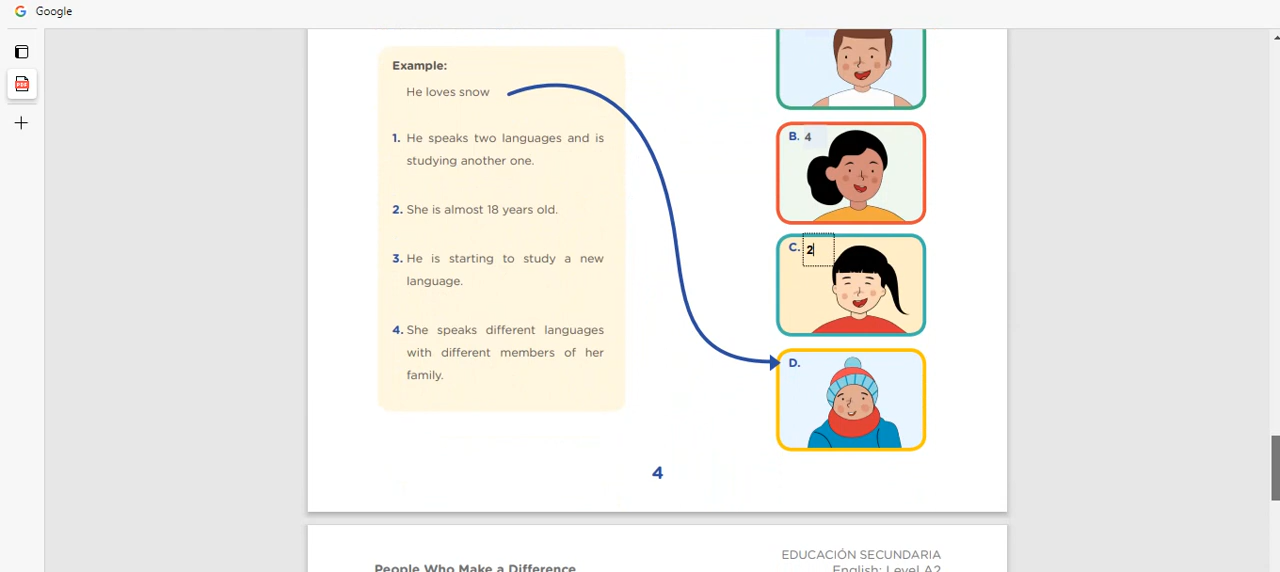 Google
Example:
He loves snow
1. He speaks two languages and is
studying another one.
2. She is almost 18 years old.
3. He is starting to study a new
language.
4. She speaks different languages
with different members of her
family.
B. 4
C. 2
D.
4
People Who Make a Difference
EDUCACIÓN SECUNDARIA
English: Level A2